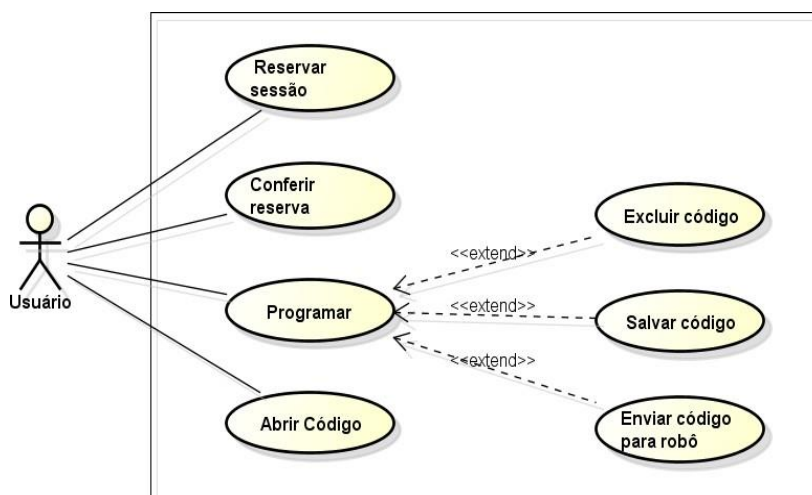 Reservar
sessão
Conferir
reserva
Excluir código
<<extend>>
Usuário
Programar
<<extend>>
Salvar código
<<extend>>
Abrir Código
Enviar código
para robô